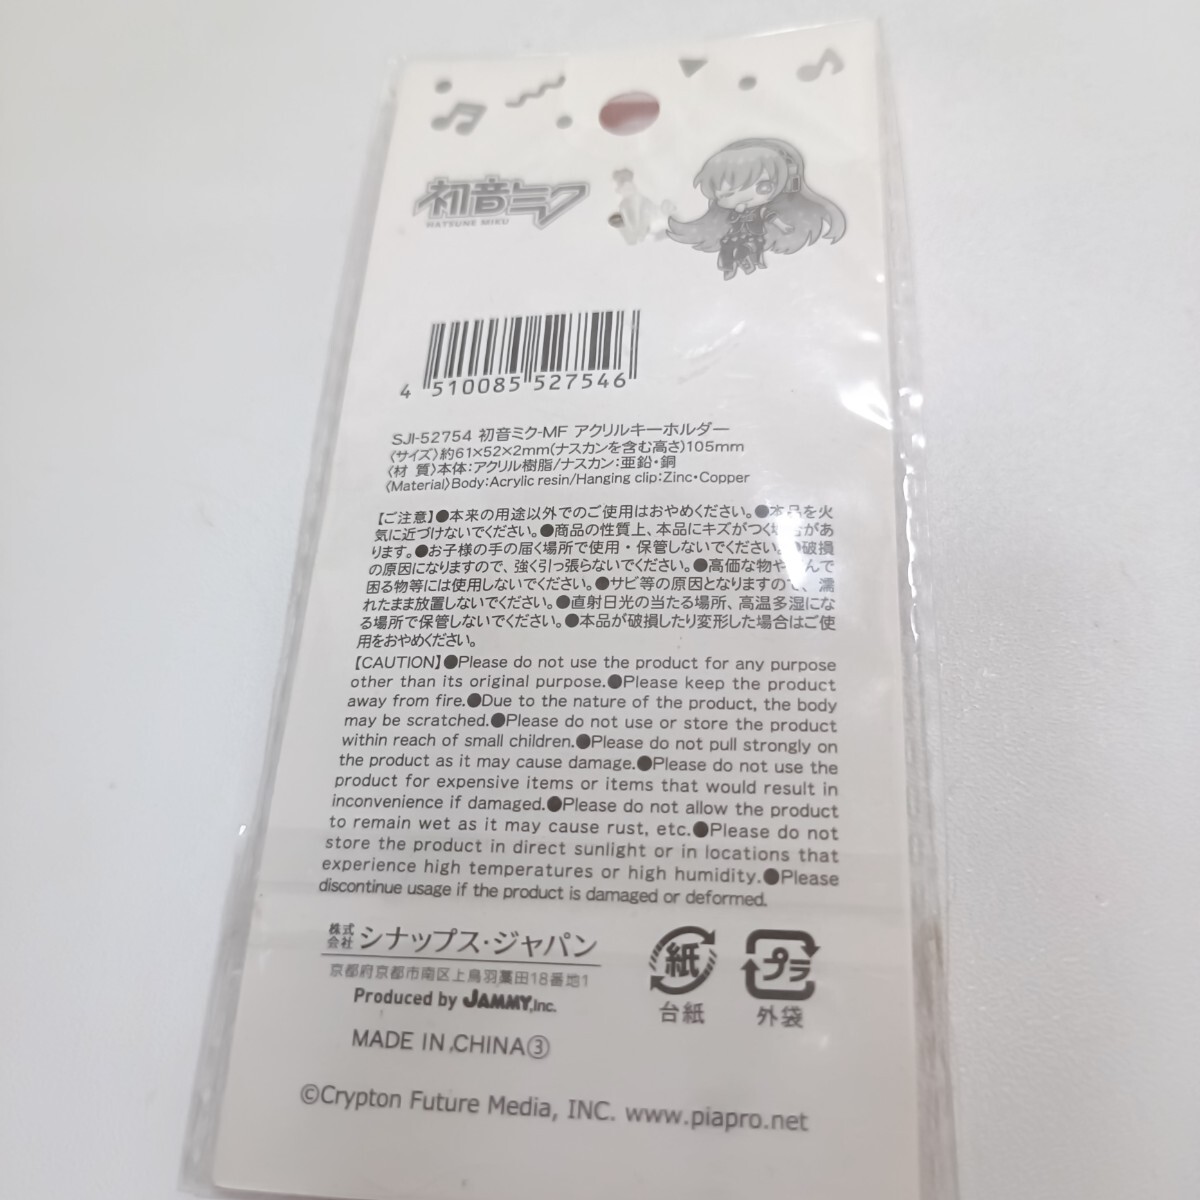 初音ミク
HATSUNE MIKU
4 510085 527546
SJI-52754 初音ミク-MF アクリルキーホルダー
〈サイズ〉約61×52×2mm(ナスカンを含む高さ)105mm
〈材 質〉本体:アクリル樹脂/ナスカン:亜鉛・銅
〈Material〉Body:Acrylic resin/Hanging clip:Zinc・Copper
【ご注意】●本来の用途以外でのご使用はおやめください。●本品を火
気に近づけないでください。●商品の性質上、本品にキズがつく場合があ
ります。●お子様の手の届く場所で使用・保管しないでください。●破損
の原因になりますので、強く引っ張らないでください。●高価な物や
困る物等には使用しないでください。●サビ等の原因となりますので、濡
れたまま放置しないでください。●直射日光の当たる場所、高温多湿にな
る場所で保管しないでください。●本品が破損したり変形した場合はご使
用をおやめください。
【CAUTION】●Please do not use the product for any purpose
other than its original purpose.●Please keep the product
away from fire.●Due to the nature of the product, the body
may be scratched.●Please do not use or store the product
within reach of small children.●Please do not pull strongly on
the product as it may cause damage.●Please do not use the
product for expensive items or items that would result in
inconvenience if damaged.●Please do not allow the product
to remain wet as it may cause rust, etc.●Please do not
store the product in direct sunlight or in locations that
experience high temperatures or high humidity.●Please
discontinue usage if the product is damaged or deformed.
株式会社 シナップス・ジャパン
京都府京都市南区上鳥羽藁田18番地1
Produced by JAMMY,Inc.
MADE IN CHINA③
紙
台紙
プラ
外袋
©Crypton Future Media, INC. www.piapro.net